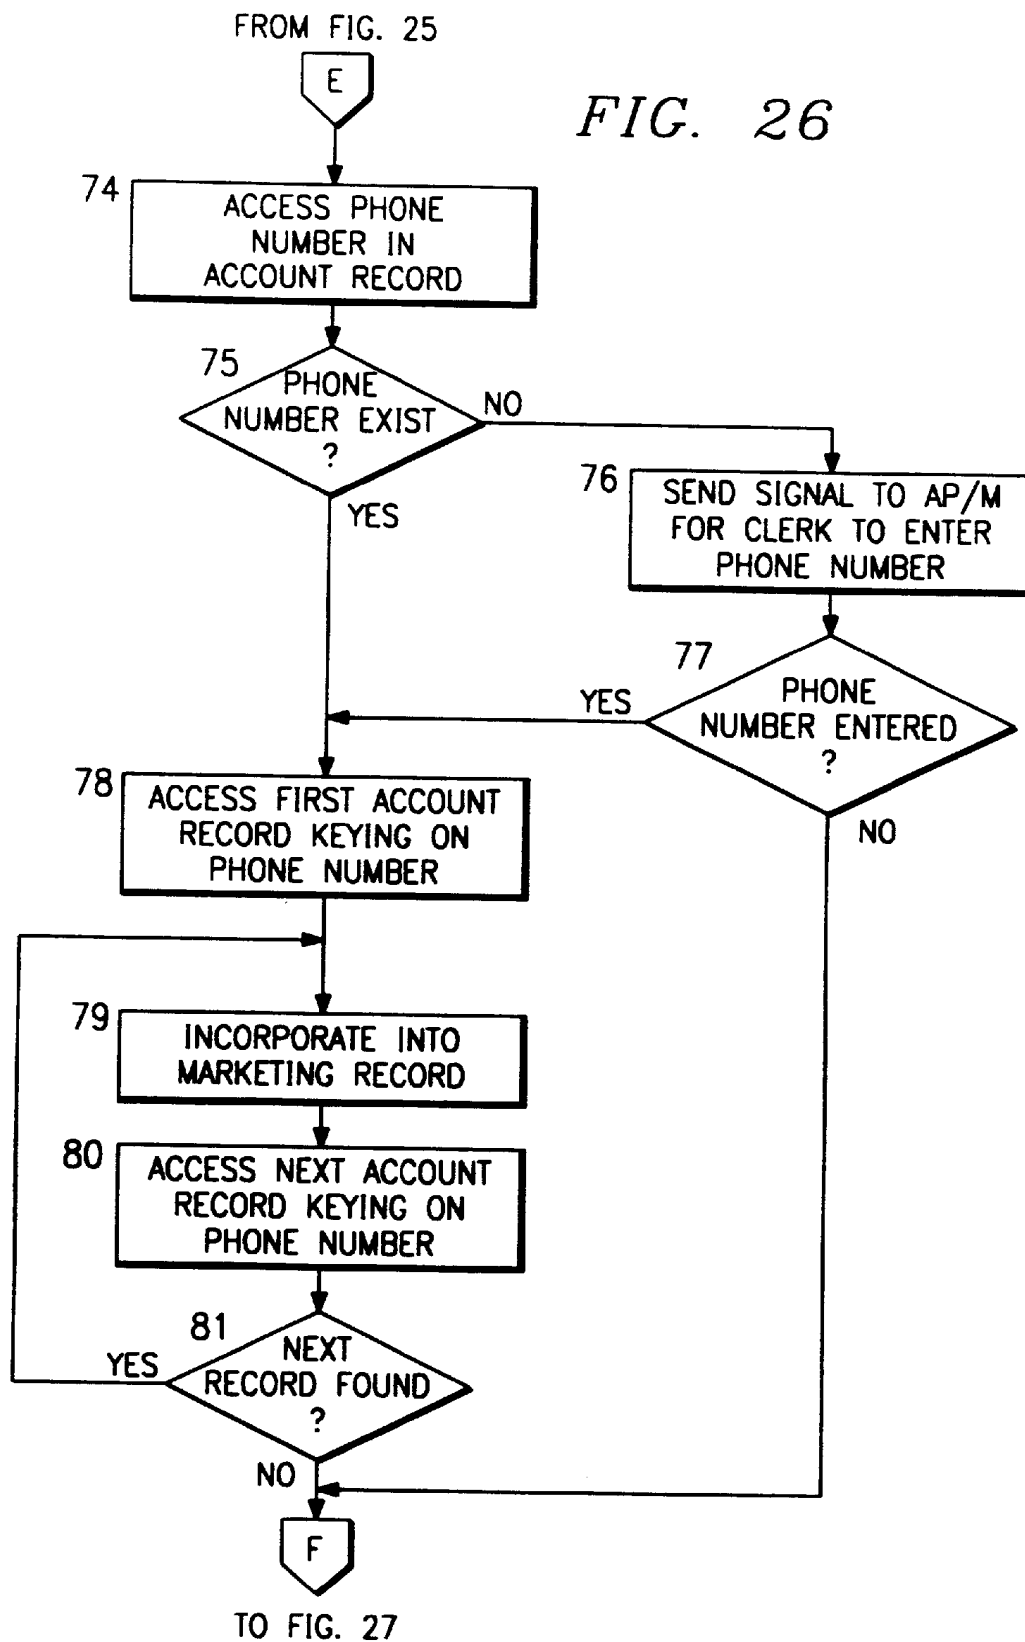 FROM FIG. 25
E
FIG. 26
74
ACCESS PHONE
NUMBER IN
ACCOUNT RECORD
75
PHONE
NUMBER EXIST
?
NO
YES
76
SEND SIGNAL TO AP/M
FOR CLERK TO ENTER
PHONE NUMBER
77
PHONE
NUMBER ENTERED
?
YES
NO
78
ACCESS FIRST ACCOUNT
RECORD KEYING ON
PHONE NUMBER
79
INCORPORATE INTO
MARKETING RECORD
80
ACCESS NEXT ACCOUNT
RECORD KEYING ON
PHONE NUMBER
81
NEXT
RECORD FOUND
?
YES
NO
F
TO FIG. 27